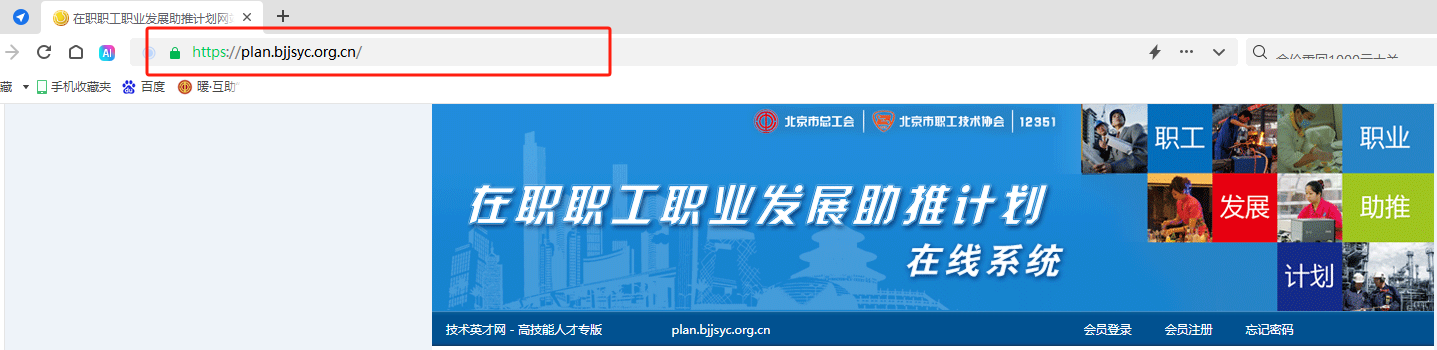 在职职工职业发展助推计划网
AI https://plan.bjjsyc.org.cn/
藏 手机收藏夹 百度 暖·互助
北京市总工会 北京市职工技术协会 12351
职工 职业
在职职工职业发展助推计划
发展 助推
在线系统
计划
技术英才网 - 高技能人才专版 plan.bjjsyc.org.cn 会员登录 会员注册 忘记密码